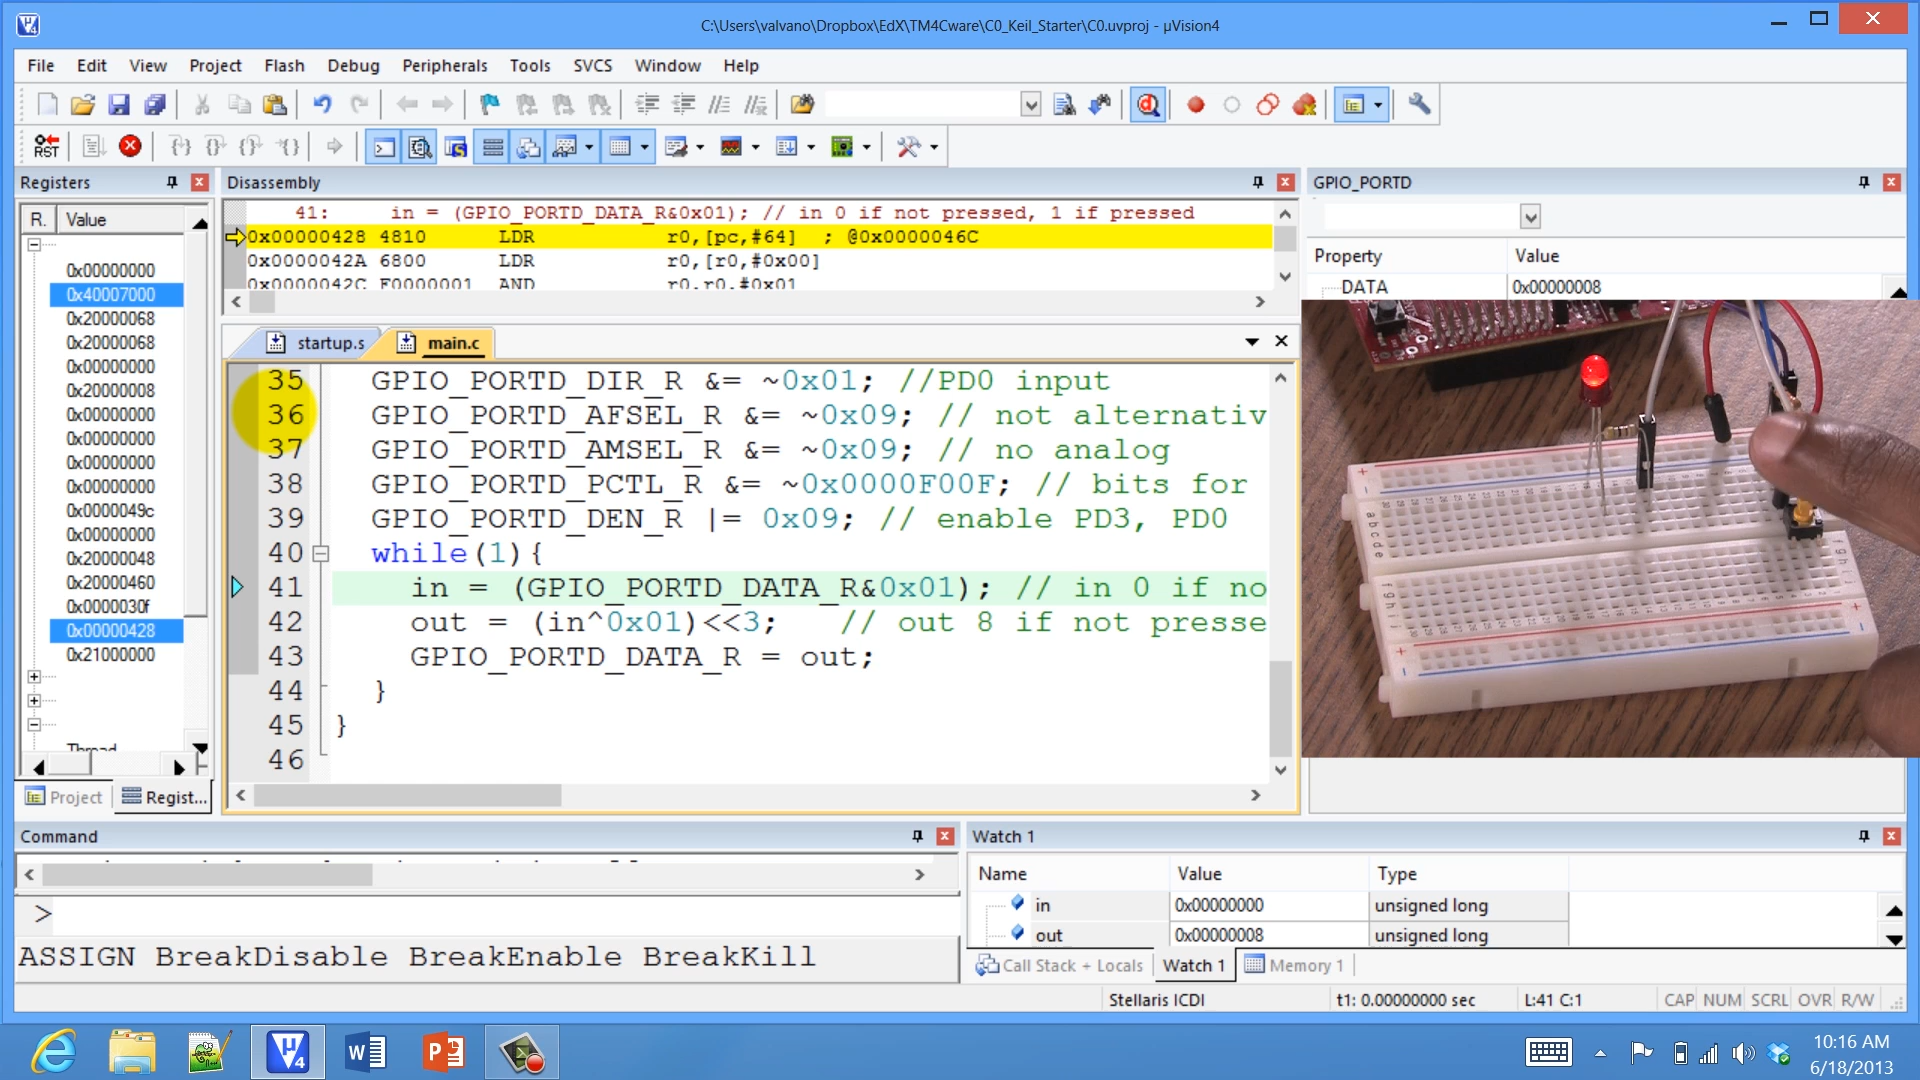 C:\Users\valvano\Dropbox\EdX\TM4Cware\C0_Keil_Starter\C0.uvproj - µVision4
File Edit View Project Flash Debug Peripherals Tools SVCS Window Help
RST
Registers
R. Value
0x00000000
0x40007000
0x20000068
0x20000068
0x00000000
0x20000008
0x00000000
0x00000000
0x00000000
0x00000000
0x0000049c
0x00000000
0x20000048
0x20000460
0x0000030f
0x00000428
0x21000000
Thread
Project Regist...
Disassembly
41: in = (GPIO_PORTD_DATA_R&0x01); // in 0 if not pressed, 1 if pressed
0x00000428 4810 LDR r0,[pc,#64] ; @0x0000046C
0x0000042A 6800 LDR r0,[r0,#0x00]
0x0000042C F0000001 AND r0,r0,#0x01
startup.s main.c
35 GPIO_PORTD_DIR_R &= ~0x01; //PD0 input
36 GPIO_PORTD_AFSEL_R &= ~0x09; // not alternativ
37 GPIO_PORTD_AMSEL_R &= ~0x09; // no analog
38 GPIO_PORTD_PCTL_R &= ~0x0000F00F; // bits for
39 GPIO_PORTD_DEN_R |= 0x09; // enable PD3, PD0
40 while(1){
41 in = (GPIO_PORTD_DATA_R&0x01); // in 0 if no
42 out = (in^0x01)<<3; // out 8 if not presse
43 GPIO_PORTD_DATA_R = out;
44 }
45 }
46
GPIO_PORTD
Property Value
DATA 0x00000008
Command
>
ASSIGN BreakDisable BreakEnable BreakKill
Watch 1
Name Value Type
in 0x00000000 unsigned long
out 0x00000008 unsigned long
Call Stack + Locals Watch 1 Memory 1
Stellaris ICDI t1: 0.00000000 sec L:41 C:1 CAP NUM SCRL OVR R/W
10:16 AM
6/18/2013